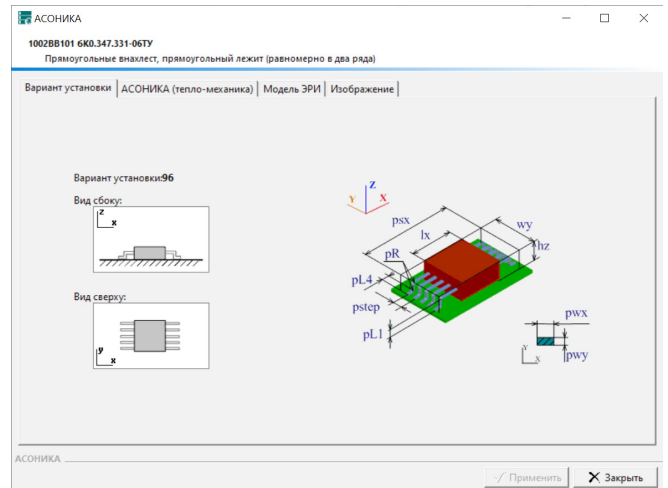 АСОНИКА
1002ВВ101 6К0.347.331-06ТУ
Прямоугольные внахлест, прямоугольный лежит (равномерно в два ряда)
Вариант установки АСОНИКА (тепло-механика) Модель ЭРИ Изображение
Вариант установки:96
Вид сбоку:
z
x
Вид сверху:
y
x
Z
Y X
psx
wy
lx
hz
pR
pL4
pstep
pL1
pwx
Y
X
pwy
АСОНИКА
Применить Закрыть